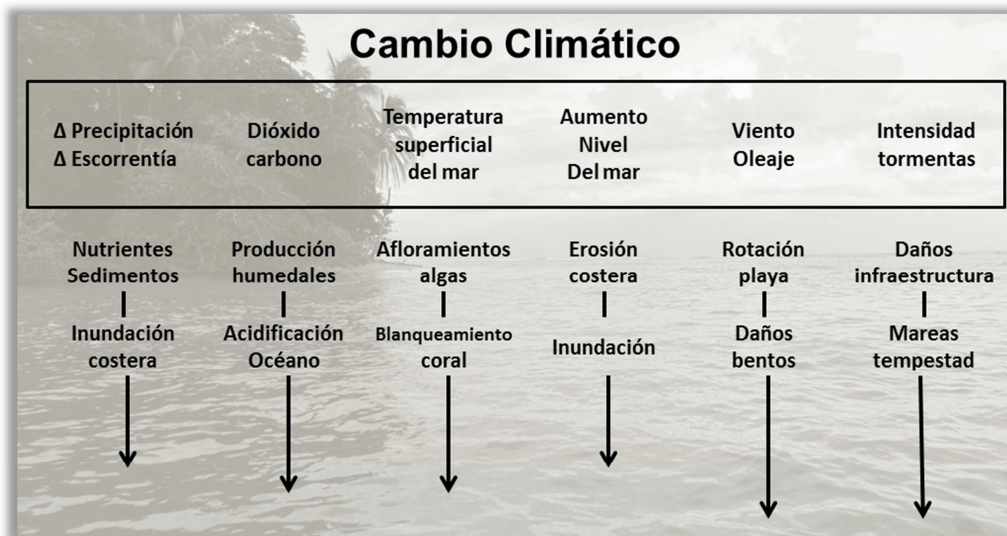 Cambio Climático
Δ Precipitación
Δ Escorrentía
Dióxido
carbono
Temperatura
superficial
del mar
Aumento
Nivel
Del mar
Viento
Oleaje
Intensidad
tormentas
Nutrientes
Sedimentos
Producción
humedales
Afloramientos
algas
Erosión
costera
Rotación
playa
Daños
infraestructura
Inundación
costera
Acidificación
Océano
Blanqueamiento
coral
Inundación
Daños
bentos
Mareas
tempestad